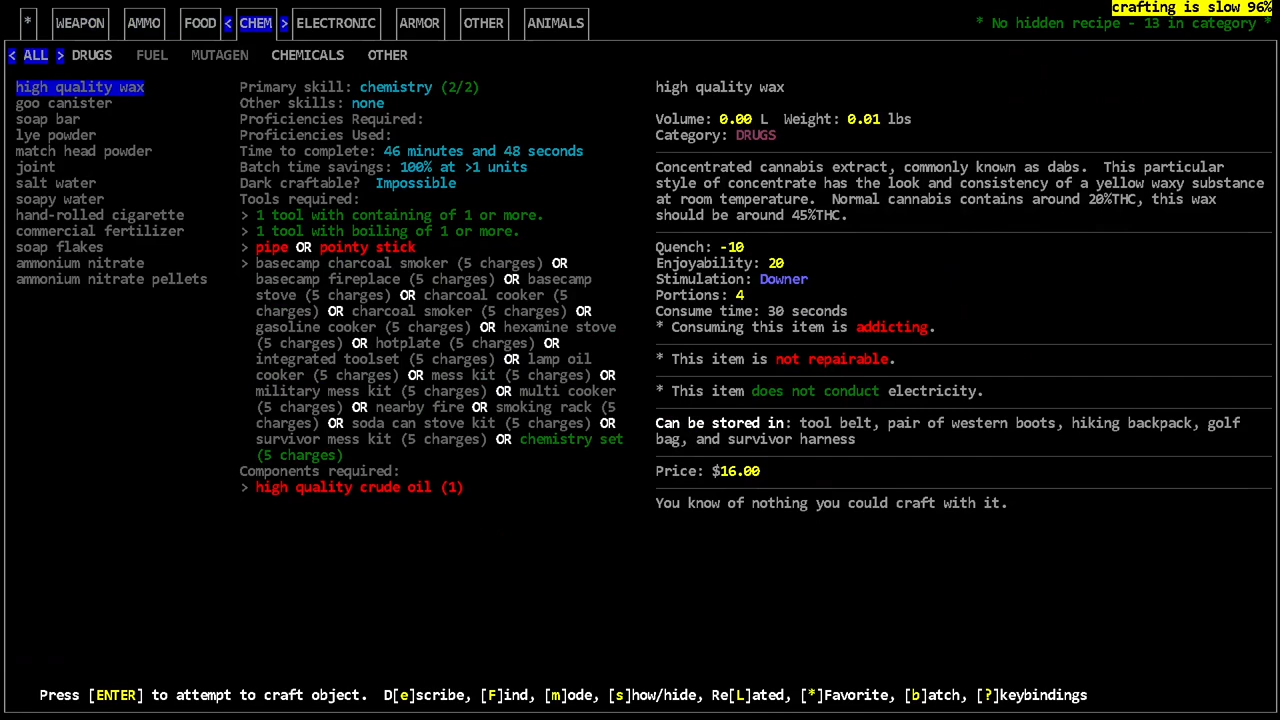 crafting is slow 96%
* WEAPON AMMO FOOD < CHEM > ELECTRONIC ARMOR OTHER ANIMALS * No hidden recipe - 13 in category *
< ALL > DRUGS FUEL MUTAGEN CHEMICALS OTHER
high quality wax
goo canister
soap bar
lye powder
match head powder
joint
salt water
soapy water
hand-rolled cigarette
commercial fertilizer
soap flakes
ammonium nitrate
ammonium nitrate pellets
Primary skill: chemistry (2/2)
Other skills: none
Proficiencies Required:
Proficiencies Used:
Time to complete: 46 minutes and 48 seconds
Batch time savings: 100% at >1 units
Dark craftable? Impossible
Tools required:
> 1 tool with containing of 1 or more.
> 1 tool with boiling of 1 or more.
> pipe OR pointy stick
> basecamp charcoal smoker (5 charges) OR
basecamp fireplace (5 charges) OR basecamp
stove (5 charges) OR charcoal cooker (5
charges) OR charcoal smoker (5 charges) OR
gasoline cooker (5 charges) OR hexamine stove
(5 charges) OR hotplate (5 charges) OR
integrated toolset (5 charges) OR lamp oil
cooker (5 charges) OR mess kit (5 charges) OR
military mess kit (5 charges) OR multi cooker
(5 charges) OR nearby fire OR smoking rack (5
charges) OR soda can stove kit (5 charges) OR
survivor mess kit (5 charges) OR chemistry set
(5 charges)
Components required:
> high quality crude oil (1)
high quality wax
Volume: 0.00 L Weight: 0.01 lbs
Category: DRUGS
Concentrated cannabis extract, commonly known as dabs. This particular
style of concentrate has the look and consistency of a yellow waxy substance
at room temperature. Normal cannabis contains around 20%THC, this wax
should be around 45%THC.
Quench: -10
Enjoyability: 20
Stimulation: Downer
Portions: 4
Consume time: 30 seconds
* Consuming this item is addicting.
* This item is not repairable.
* This item does not conduct electricity.
Can be stored in: tool belt, pair of western boots, hiking backpack, golf
bag, and survivor harness
Price: $16.00
You know of nothing you could craft with it.
Press [ENTER] to attempt to craft object. D[e]scribe, [F]ind, [m]ode, [s]how/hide, Re[L]ated, [*]Favorite, [b]atch, [?]keybindings